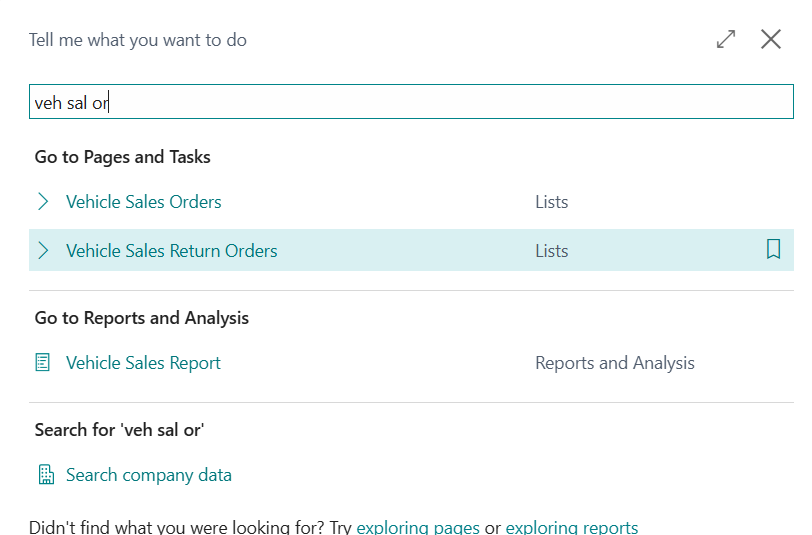 Tell me what you want to do
veh sal or
Go to Pages and Tasks
Vehicle Sales Orders Lists
Vehicle Sales Return Orders Lists
Go to Reports and Analysis
Vehicle Sales Report Reports and Analysis
Search for 'veh sal or'
Search company data
Didn't find what you were looking for? Try exploring pages or exploring reports